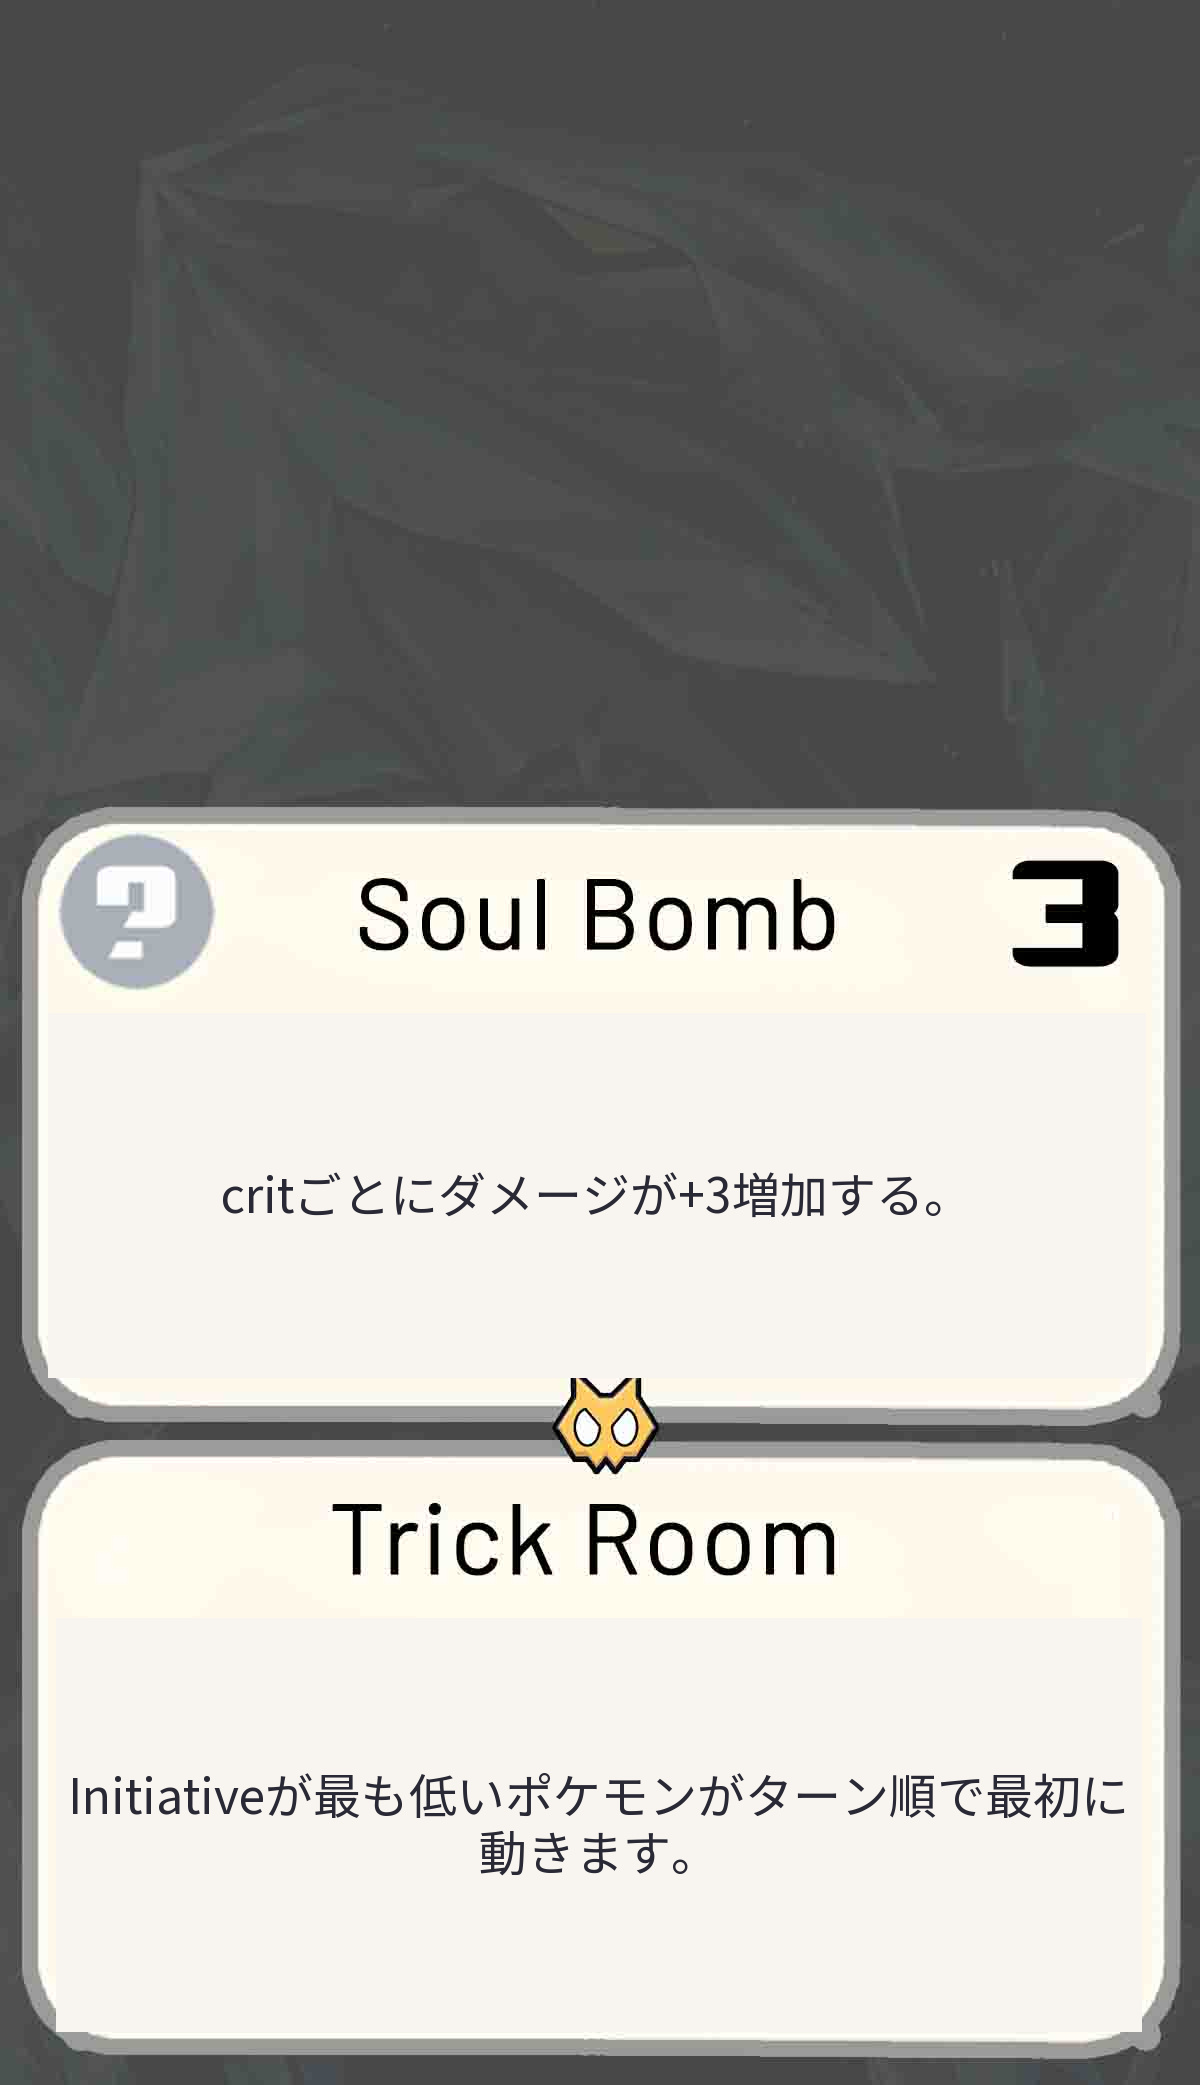 ?
Soul Bomb
3
critごとにダメージが+3増加する。
Trick Room
Initiativeが最も低いポケモンがターン順で最初に
動きます。